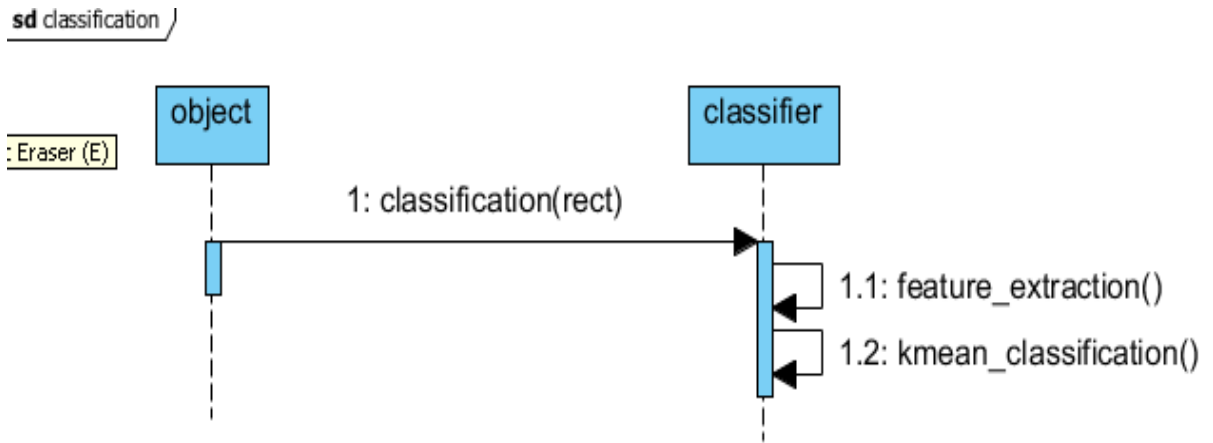 sd classification
object
classifier
: Eraser (E)
1: classification(rect)
1.1: feature_extraction()
1.2: kmean_classification()